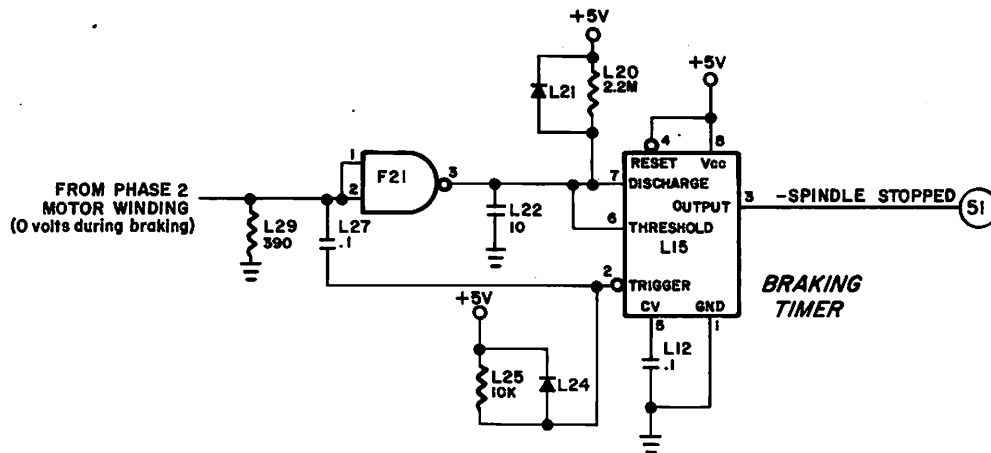 +5V
L21
L20
2.2M
+5V
4
8
RESET
Vcc
1
2
F21
3
7
DISCHARGE
FROM PHASE 2
MOTOR WINDING
(0 volts during braking)
L29
390
L27
.1
L22
10
OUTPUT
3
-SPINDLE STOPPED
51
6
THRESHOLD
L15
2
TRIGGER
BRAKING
TIMER
+5V
CV
GND
5
1
L25
10K
L24
L12
.1